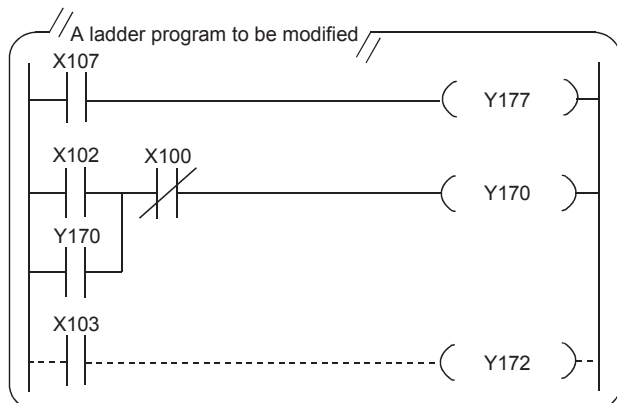 A ladder program to be modified
X107
Y177
X102 X100
Y170
Y170
X103
Y172